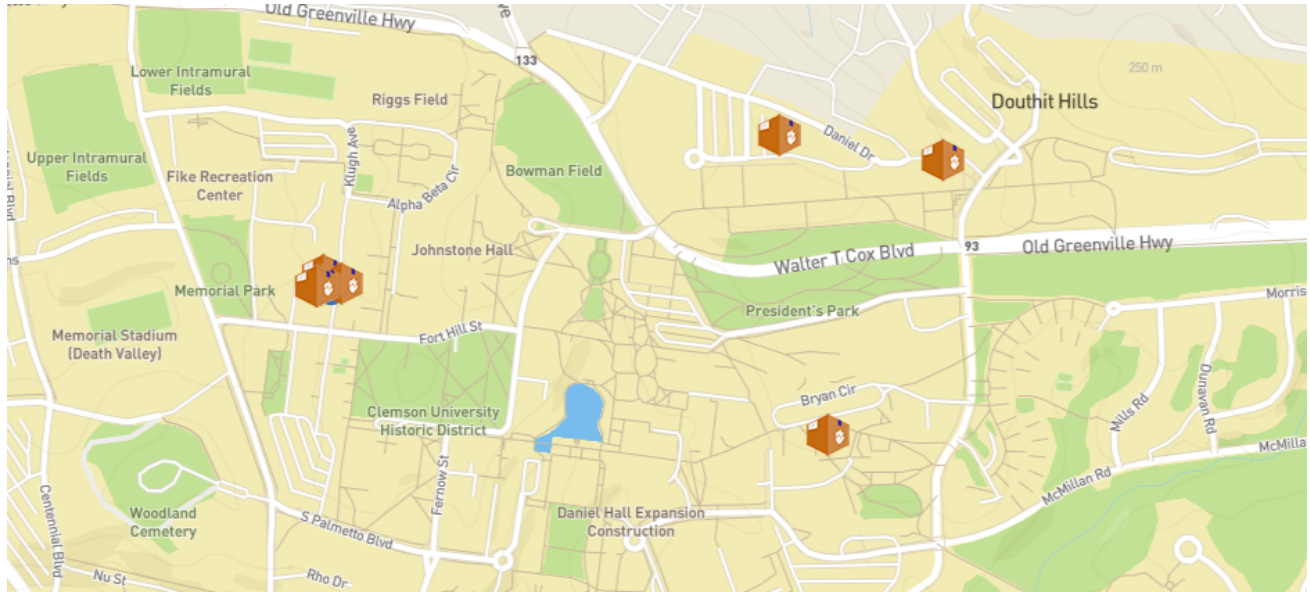 Old Greenville Hwy
133
250 m
Lower Intramural
Fields
Riggs Field
Douthit Hills
Daniel Dr
Klugh Ave
Upper Intramural
Fields
Bowman Field
Fike Recreation
Center
Alpha Beta Cir
Johnstone Hall
Walter T Cox Blvd
93
Old Greenville Hwy
Memorial Park
President's Park
Morris
Memorial Stadium
(Death Valley)
Fort Hill St
Bryan Cir
Mills Rd
Dunavan Rd
Clemson University
Historic District
McMilla
McMillan Rd
Fernow St
Centennial Blvd
Woodland
Cemetery
S Palmetto Blvd
Daniel Hall Expansion
Construction
Nu St
Rho Dr